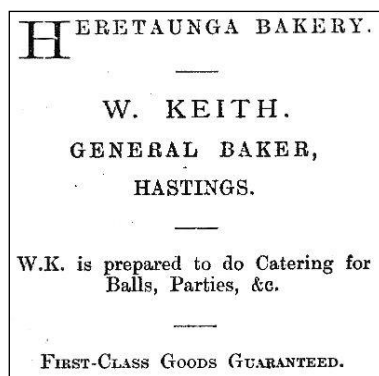 HERETAUNGA BAKERY.
W. KEITH.
GENERAL BAKER,
HASTINGS.
W.K. is prepared to do Catering for
Balls, Parties, &c.
FIRST-CLASS GOODS GUARANTEED.